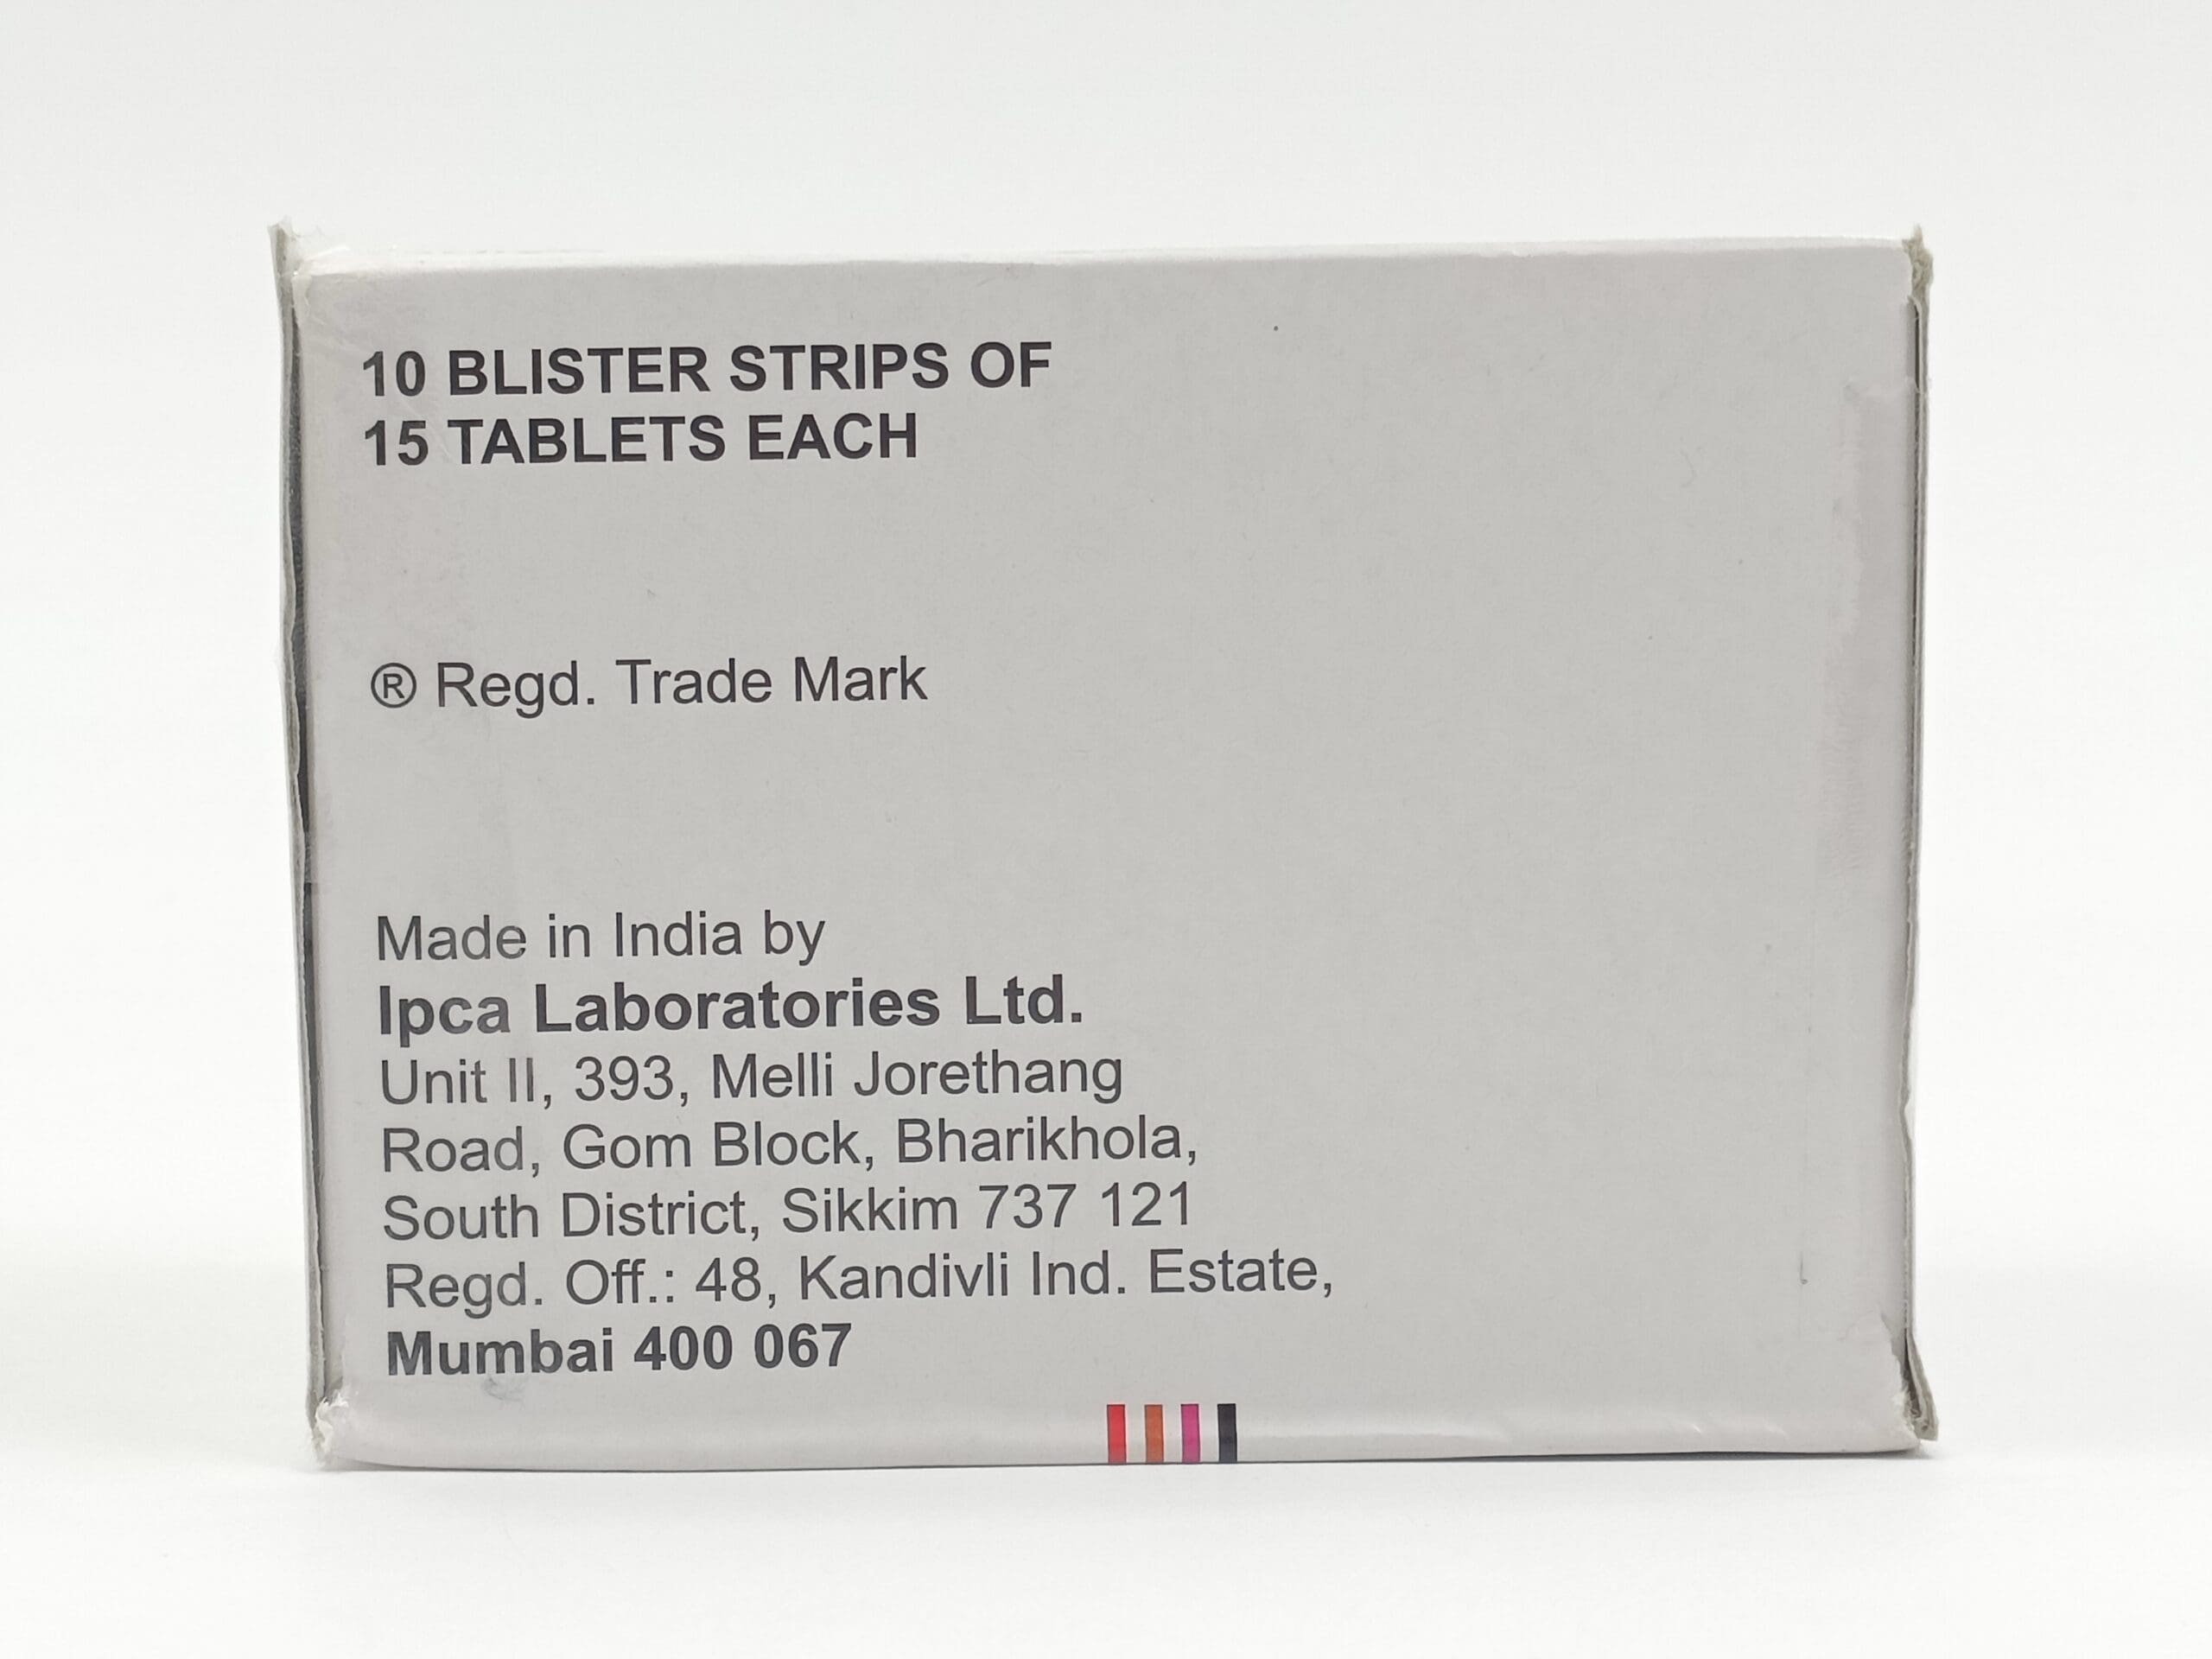 10 BLISTER STRIPS OF
15 TABLETS EACH
® Regd. Trade Mark
Made in India by
Ipca Laboratories Ltd.
Unit II, 393, Melli Jorethang
Road, Gom Block, Bharikhola,
South District, Sikkim 737 121
Regd. Off.: 48, Kandivli Ind. Estate,
Mumbai 400 067